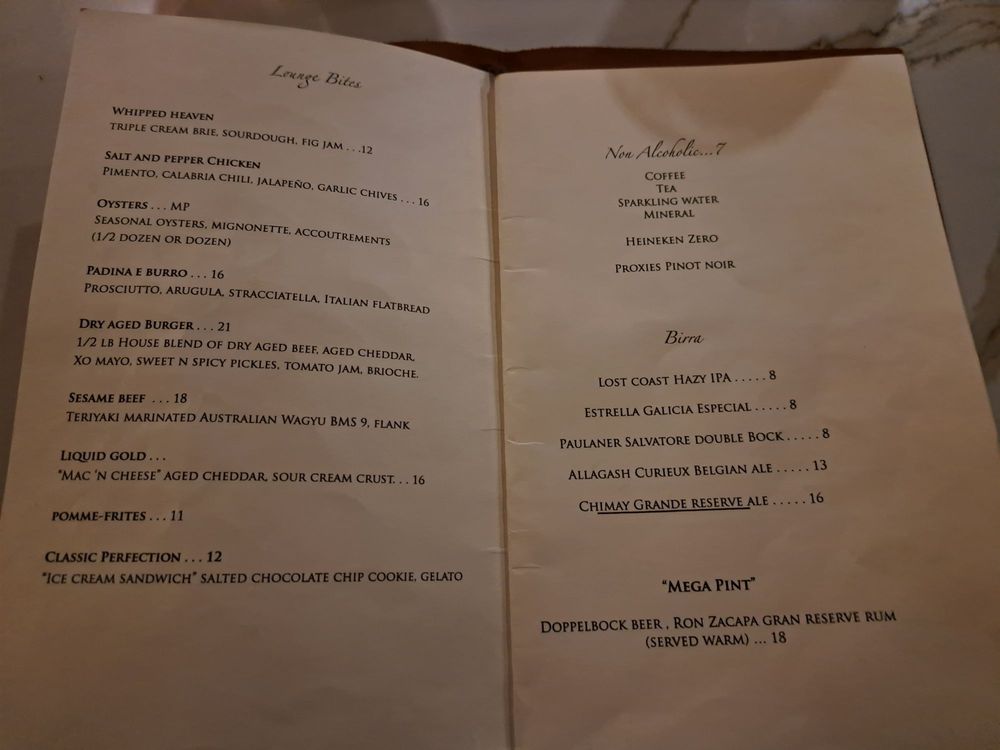 Lounge Bites
Whipped heaven
triple cream brie, sourdough, fig jam . . .12
Salt and pepper Chicken
Pimento, calabria chili, jalapeño, garlic chives . . . 16
Oysters . . . MP
Seasonal oysters, mignonette, accoutrements
(1/2 dozen or dozen)
Padina e burro . . . 16
Prosciutto, arugula, stracciatella, Italian flatbread
Dry aged Burger . . . 21
1/2 lb House blend of dry aged beef, aged cheddar,
Xo mayo, sweet n spicy pickles, tomato jam, brioche.
Sesame beef . . . 18
Teriyaki marinated Australian Wagyu BMS 9, flank
Liquid gold . . .
"Mac 'n cheese" aged cheddar, sour cream crust. . . 16
pomme-frites . . . 11
Classic Perfection . . . 12
"Ice cream sandwich" salted chocolate chip cookie, gelato
Non Alcoholic...7
Coffee
Tea
Sparkling water
Mineral
Heineken Zero
Proxies Pinot noir
Birra
Lost coast Hazy IPA . . . . . 8
Estrella Galicia Especial . . . . . 8
Paulaner Salvatore double Bock . . . . . 8
Allagash Curieux Belgian ale . . . . . 13
Chimay Grande reserve ale . . . . . 16
"Mega Pint"
Doppelbock beer , Ron Zacapa gran reserve rum
(served warm) ... 18